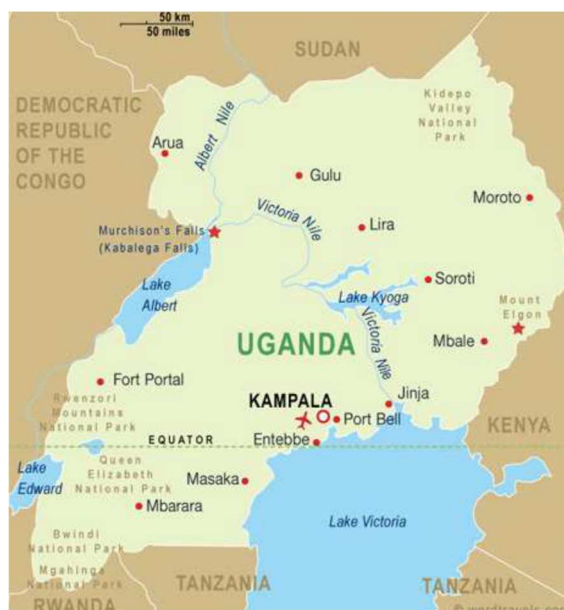 50 km
50 miles
SUDAN
DEMOCRATIC
REPUBLIC
OF THE
CONGO
Kidepo
Valley
National
Park
Arua
Albert Nile
Gulu
Moroto
Victoria
Nile
Lira
Murchison's Falls
(Kabalega Falls)
Lake
Albert
Soroti
Lake Kyoga
Mount
Elgon
Victoria
Nile
UGANDA
Mbale
Fort Portal
KAMPALA
Jinja
Rwenzori
Mountains
National Park
Port Bell
KENYA
EQUATOR
Entebbe
Lake
Edward
Queen
Elizabeth
National Park
Masaka
Mbarara
Lake Victoria
Bwindi
National Park
Mgahinga
National Park
TANZANIA
TANZANIA
RWANDA